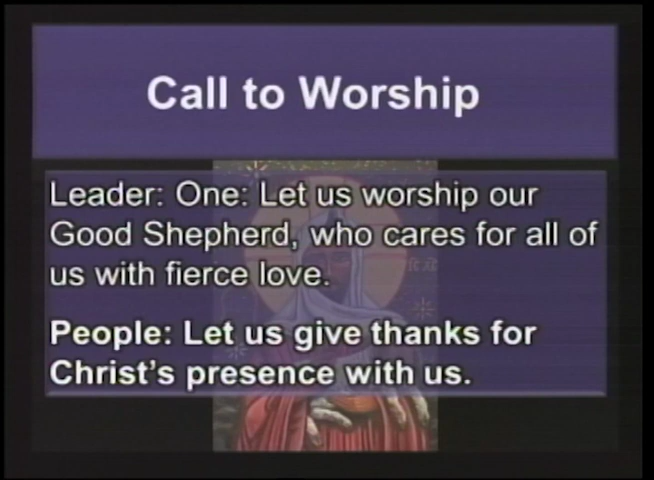 Call to Worship
Leader: One: Let us worship our
Good Shepherd, who cares for all of
us with fierce love.
People: Let us give thanks for
Christ's presence with us.